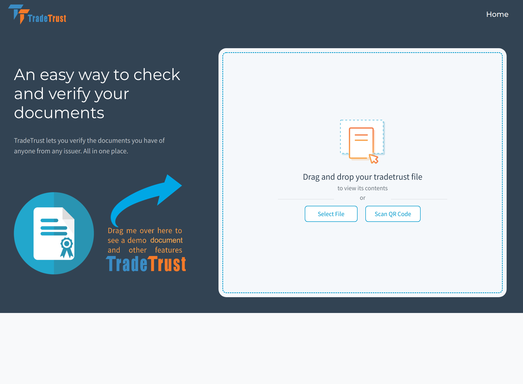 TradeTrust
Home
An easy way to check
and verify your
documents
TradeTrust lets you verify the documents you have of
anyone from any issuer. All in one place.
Drag me over here to
see a demo document
and other features
TradeTrust
Drag and drop your tradetrust file
to view its contents
or
Select File
Scan QR Code